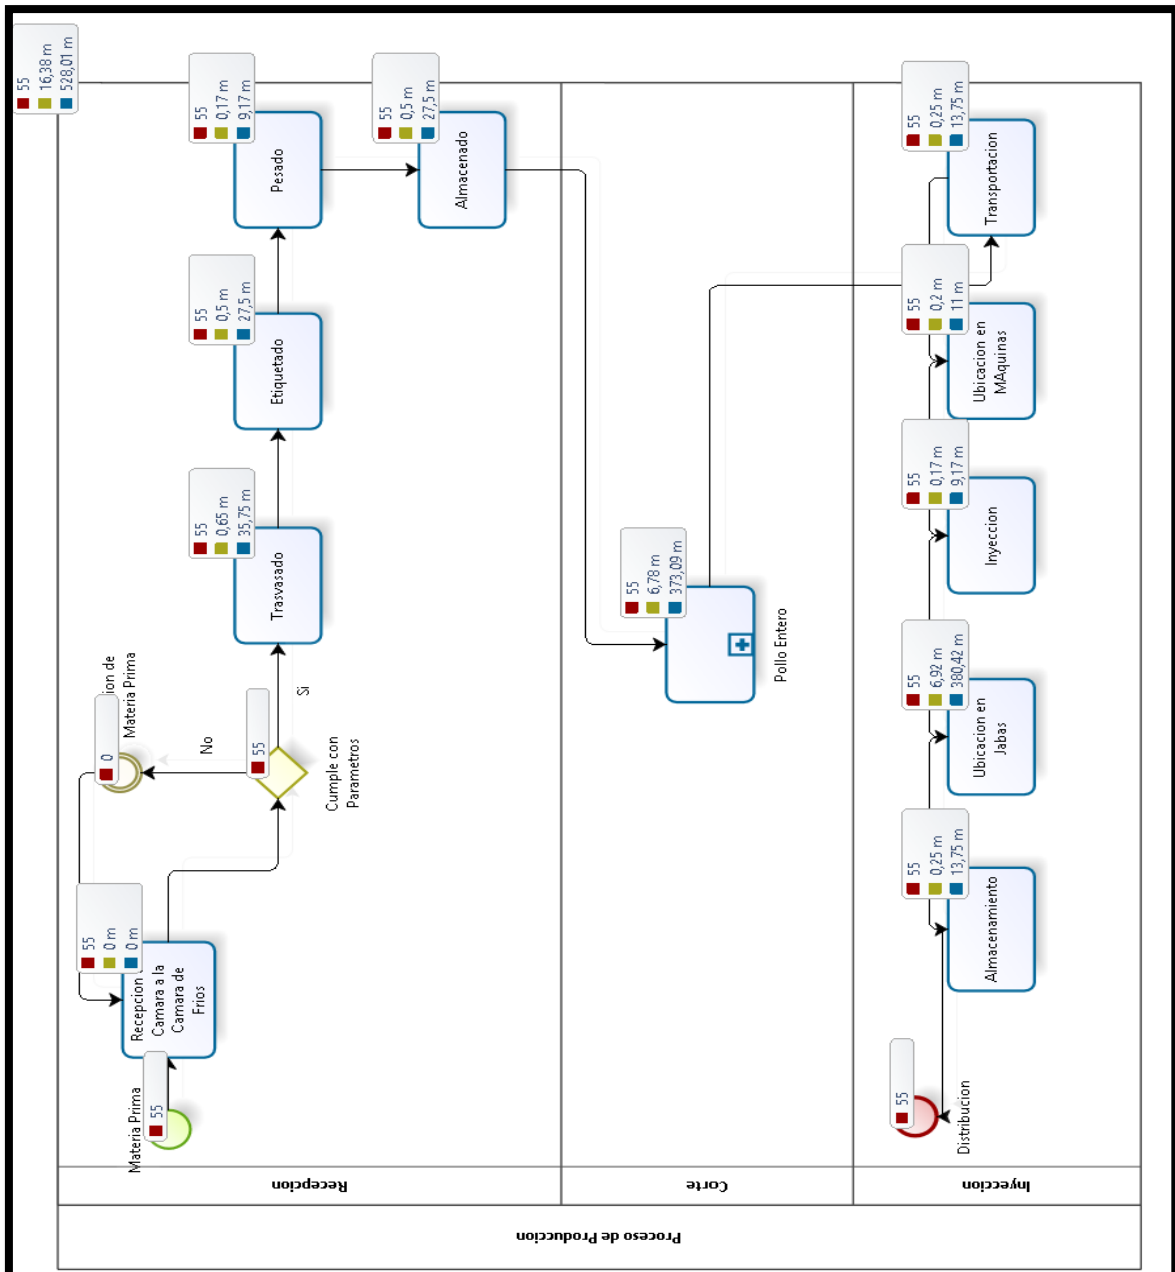 Proceso de Produccion
Recepcion
Corte
Inyeccion
55
16,38 m
528,01 m
Materia Prima
55
Recepcion
Camara a la
Camara de
Frios
55
0 m
0 m
Cumple con
Parametros
55
No
Si
ion de
Materia Prima
0
Trasvasado
55
0,65 m
35,75 m
Etiquetado
55
0,5 m
27,5 m
Pesado
55
0,17 m
9,17 m
Almacenado
55
0,5 m
27,5 m
Pollo Entero
55
6,78 m
373,09 m
Transportacion
55
0,25 m
13,75 m
Ubicacion en
MAquinas
55
0,2 m
11 m
Inyeccion
55
0,17 m
9,17 m
Ubicacion en
Jabas
55
6,92 m
380,42 m
Almacenamiento
55
0,25 m
13,75 m
Distribucion
55